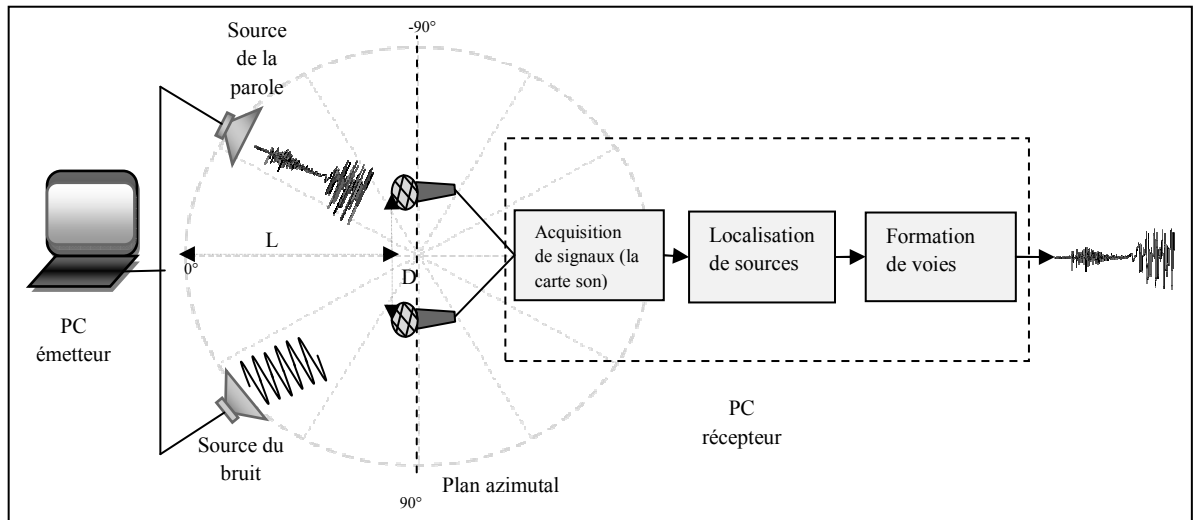 Source
de la
parole
-90°
L
0°
D
PC
émetteur
Acquisition
de signaux (la
carte son)
Localisation
de sources
Formation
de voies
PC
récepteur
Source du
bruit
Plan azimutal
90°